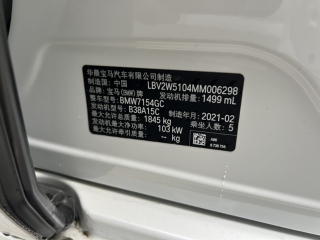 华晨宝马汽车有限公司制造
制造国: 中国 LBV2W5104MM006298
品牌: 宝马(BMW)牌 发动机排量: 1499 mL
整车型号: BMW7154GC
发动机型号: B38A15C 制造年月: 2021-02
最大允许总质量: 1845 kg 乘坐人数: 5
发动机最大净功率: 103 kW
最大允许牵引质量: -- kg